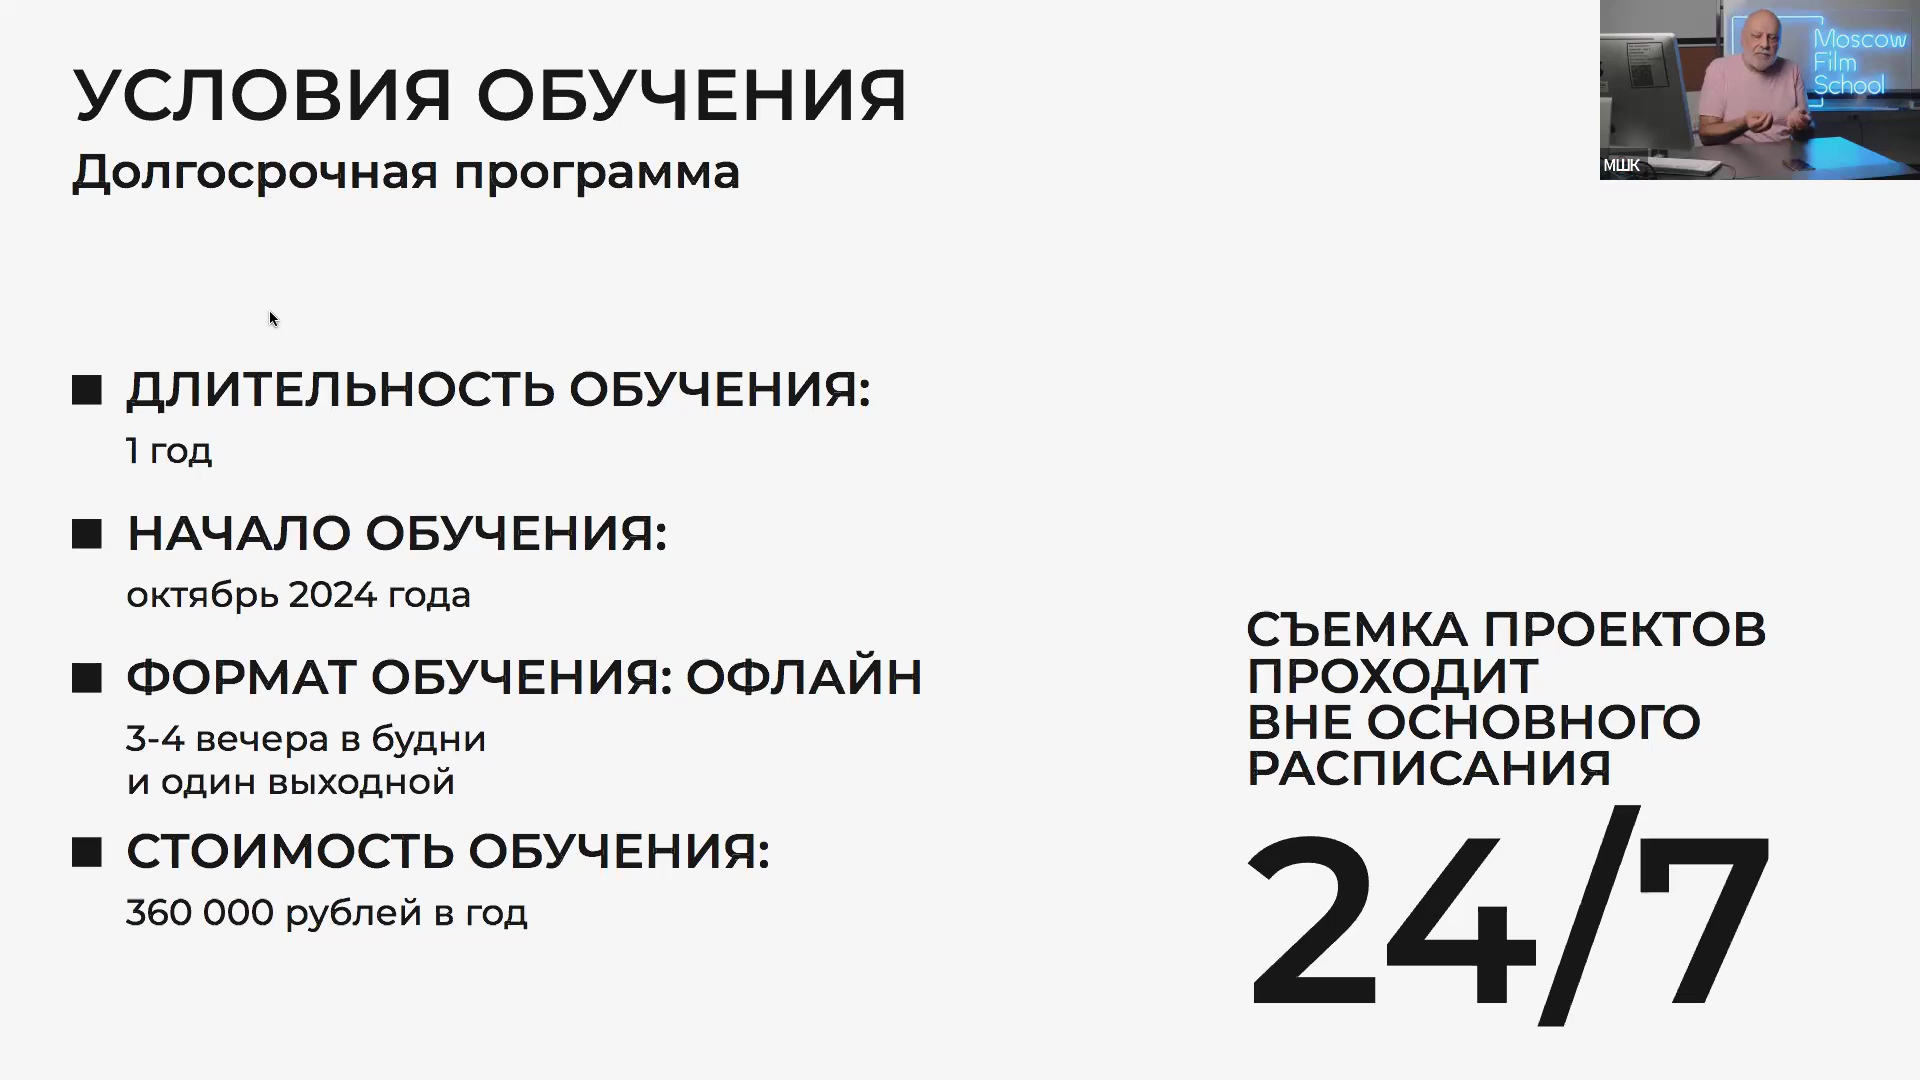 УСЛОВИЯ ОБУЧЕНИЯ
Долгосрочная программа
Moscow
Film
School
МШК
ДЛИТЕЛЬНОСТЬ ОБУЧЕНИЯ:
1 год
НАЧАЛО ОБУЧЕНИЯ:
октябрь 2024 года
ФОРМАТ ОБУЧЕНИЯ: ОФЛАЙН
3-4 вечера в будни
и один выходной
СТОИМОСТЬ ОБУЧЕНИЯ:
360 000 рублей в год
СЪЕМКА ПРОЕКТОВ
ПРОХОДИТ
ВНЕ ОСНОВНОГО
РАСПИСАНИЯ
24/7